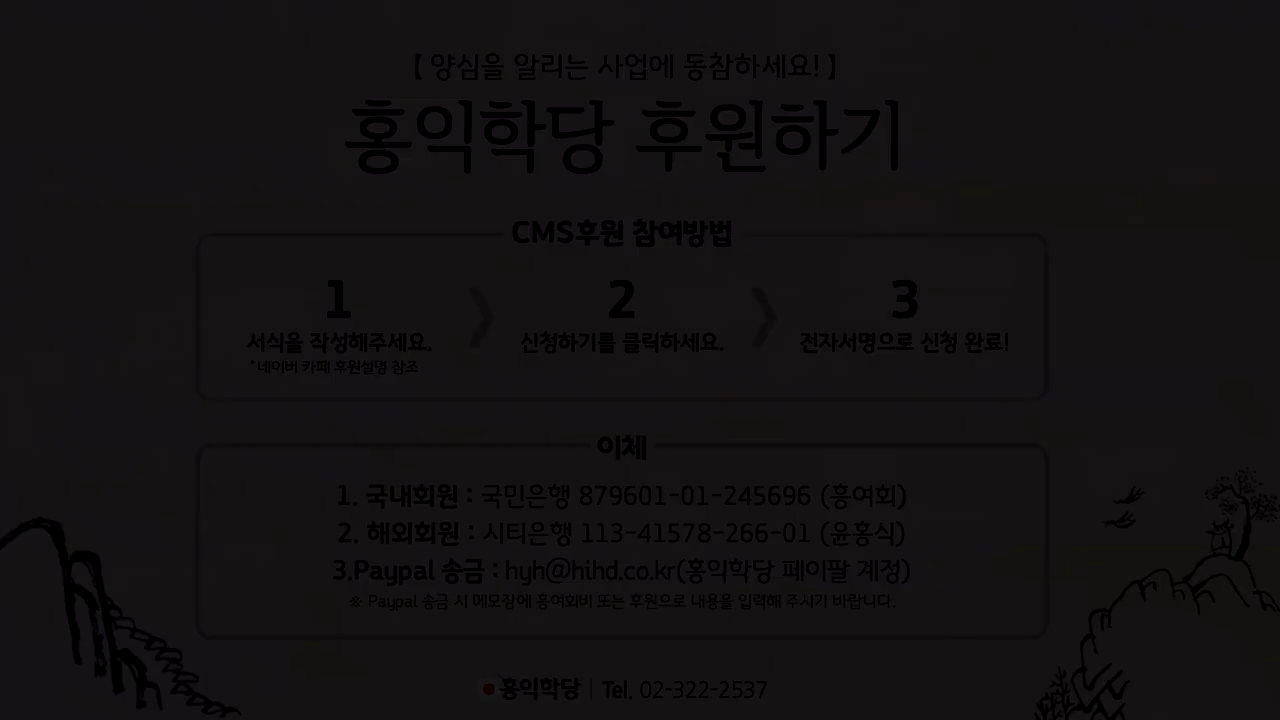 【 양심을 알리는 사업에 동참하세요! 】
홍익학당 후원하기
CMS후원 참여방법
1
서식을 작성해주세요.
*네이버 카페 후원설명 참조
2
신청하기를 클릭하세요.
3
전자서명으로 신청 완료!
이체
1. 국내회원 : 국민은행 879601-01-245696 (흥여회)
2. 해외회원 : 시티은행 113-41578-266-01 (윤홍식)
3.Paypal 송금 : hyh@hihd.co.kr(홍익학당 페이팔 계정)
※ Paypal 송금 시 메모장에 흥여회비 또는 후원으로 내용을 입력해 주시기 바랍니다.
홍익학당 | Tel. 02-322-2537